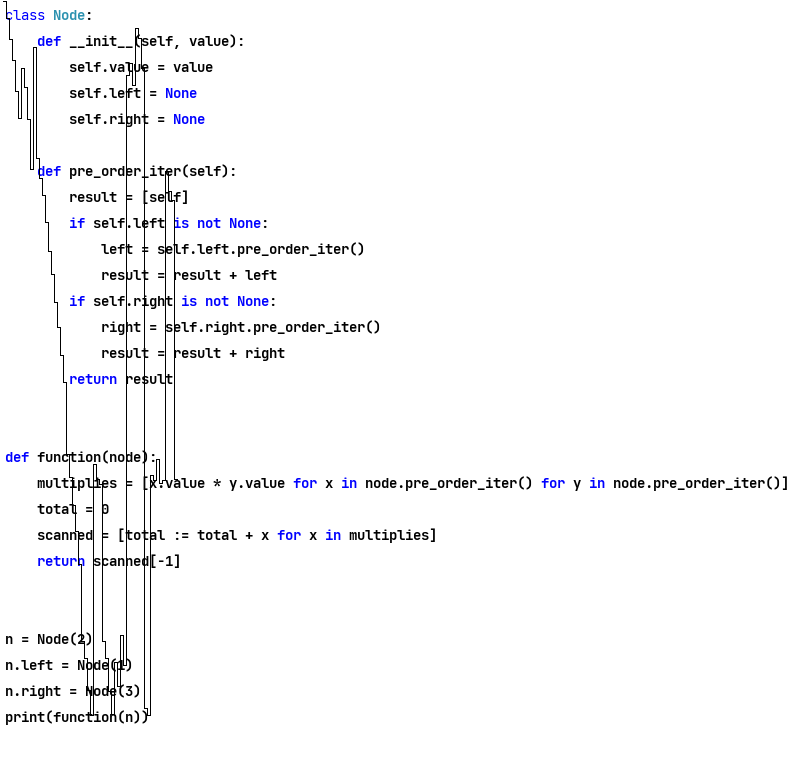 class Node:
    def __init__(self, value):
        self.value = value
        self.left = None
        self.right = None

    def pre_order_iter(self):
        result = [self]
        if self.left is not None:
            left = self.left.pre_order_iter()
            result = result + left
        if self.right is not None:
            right = self.right.pre_order_iter()
            result = result + right
        return result


def function(node):
    multiplies = [x.value * y.value for x in node.pre_order_iter() for y in node.pre_order_iter()]
    total = 0
    scanned = [total := total + x for x in multiplies]
    return scanned[-1]


n = Node(2)
n.left = Node(1)
n.right = Node(3)
print(function(n))